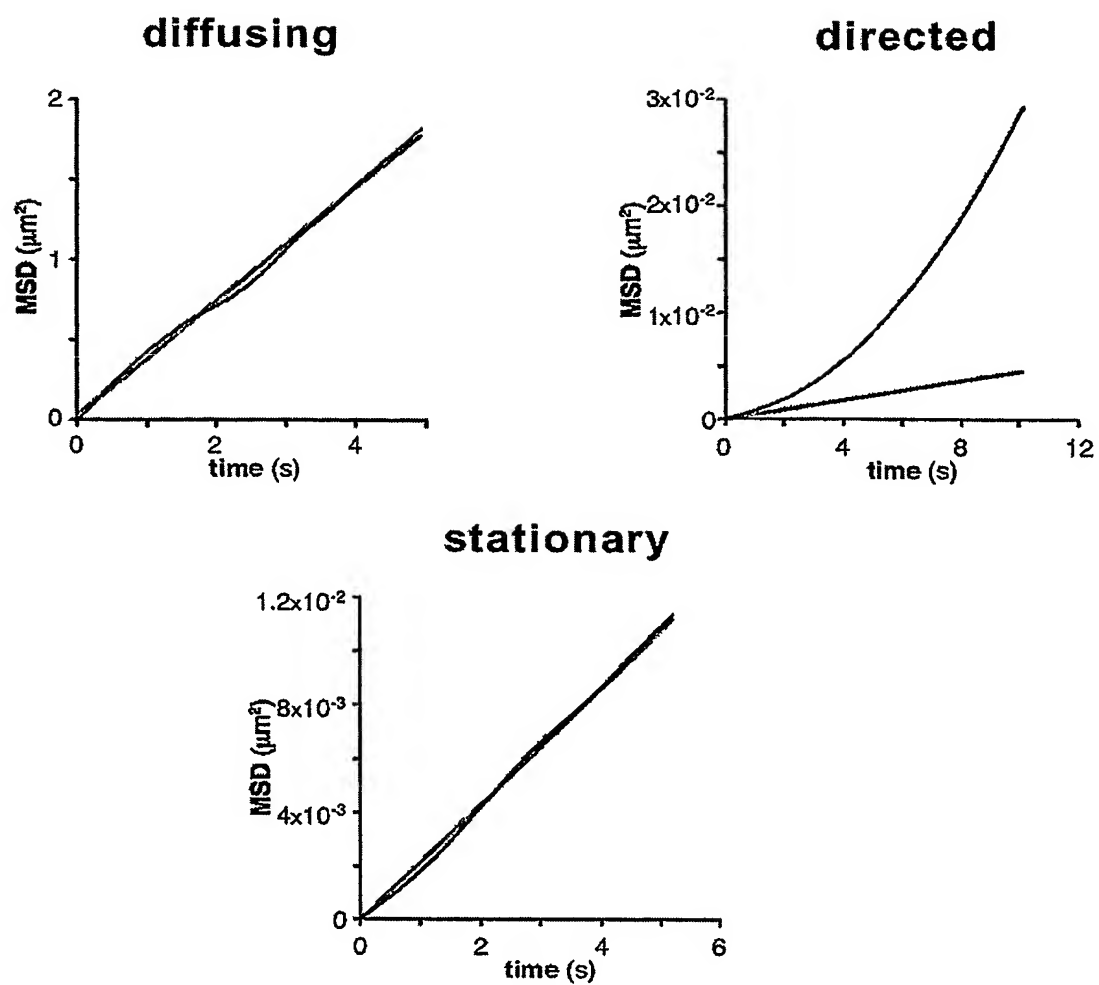 diffusing
2
1
0
MSD (μm²)
0 2 4
time (s)
directed
3x10⁻²
2x10⁻²
1x10⁻²
0
MSD (μm²)
0 4 8 12
time (s)
stationary
1.2x10⁻²
8x10⁻³
4x10⁻³
0
MSD (μm²)
0 2 4 6
time (s)